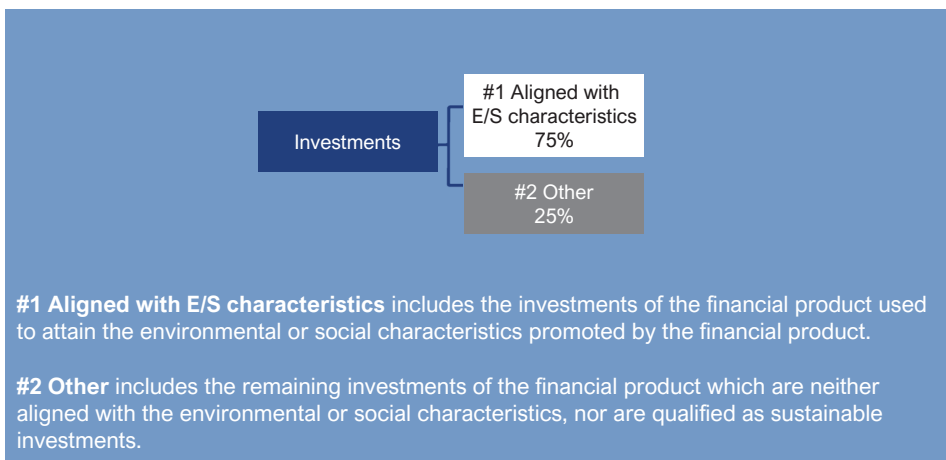 Investments
#1 Aligned with
E/S characteristics
75%
#2 Other
25%
#1 Aligned with E/S characteristics includes the investments of the financial product used
to attain the environmental or social characteristics promoted by the financial product.
#2 Other includes the remaining investments of the financial product which are neither
aligned with the environmental or social characteristics, nor are qualified as sustainable
investments.